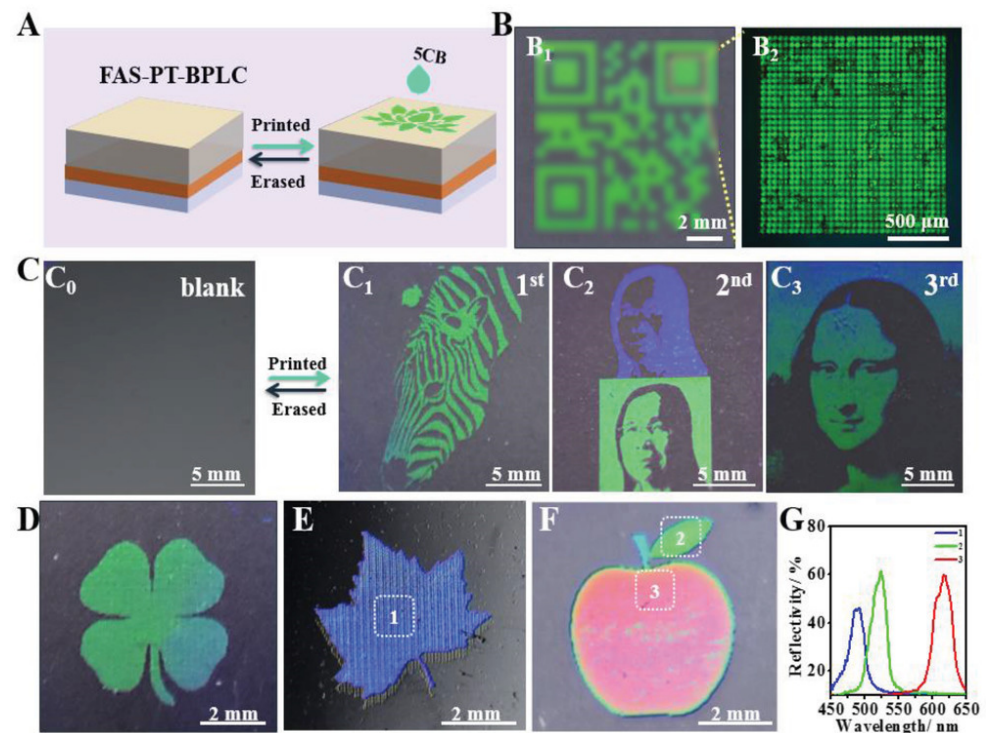 A
FAS-PT-BPLC
5CB
Printed
Erased
B
B₁
2 mm
B₂
500 μm
C
C₀
blank
5 mm
Printed
Erased
C₁
1ˢᵗ
5 mm
C₂
2ⁿᵈ
5 mm
C₃
3ʳᵈ
5 mm
D
2 mm
E
1
2 mm
F
2
3
2 mm
G
80
60
40
20
Reflectivity/ %
1
2
3
450 500 550 600 650
Wavelength/ nm